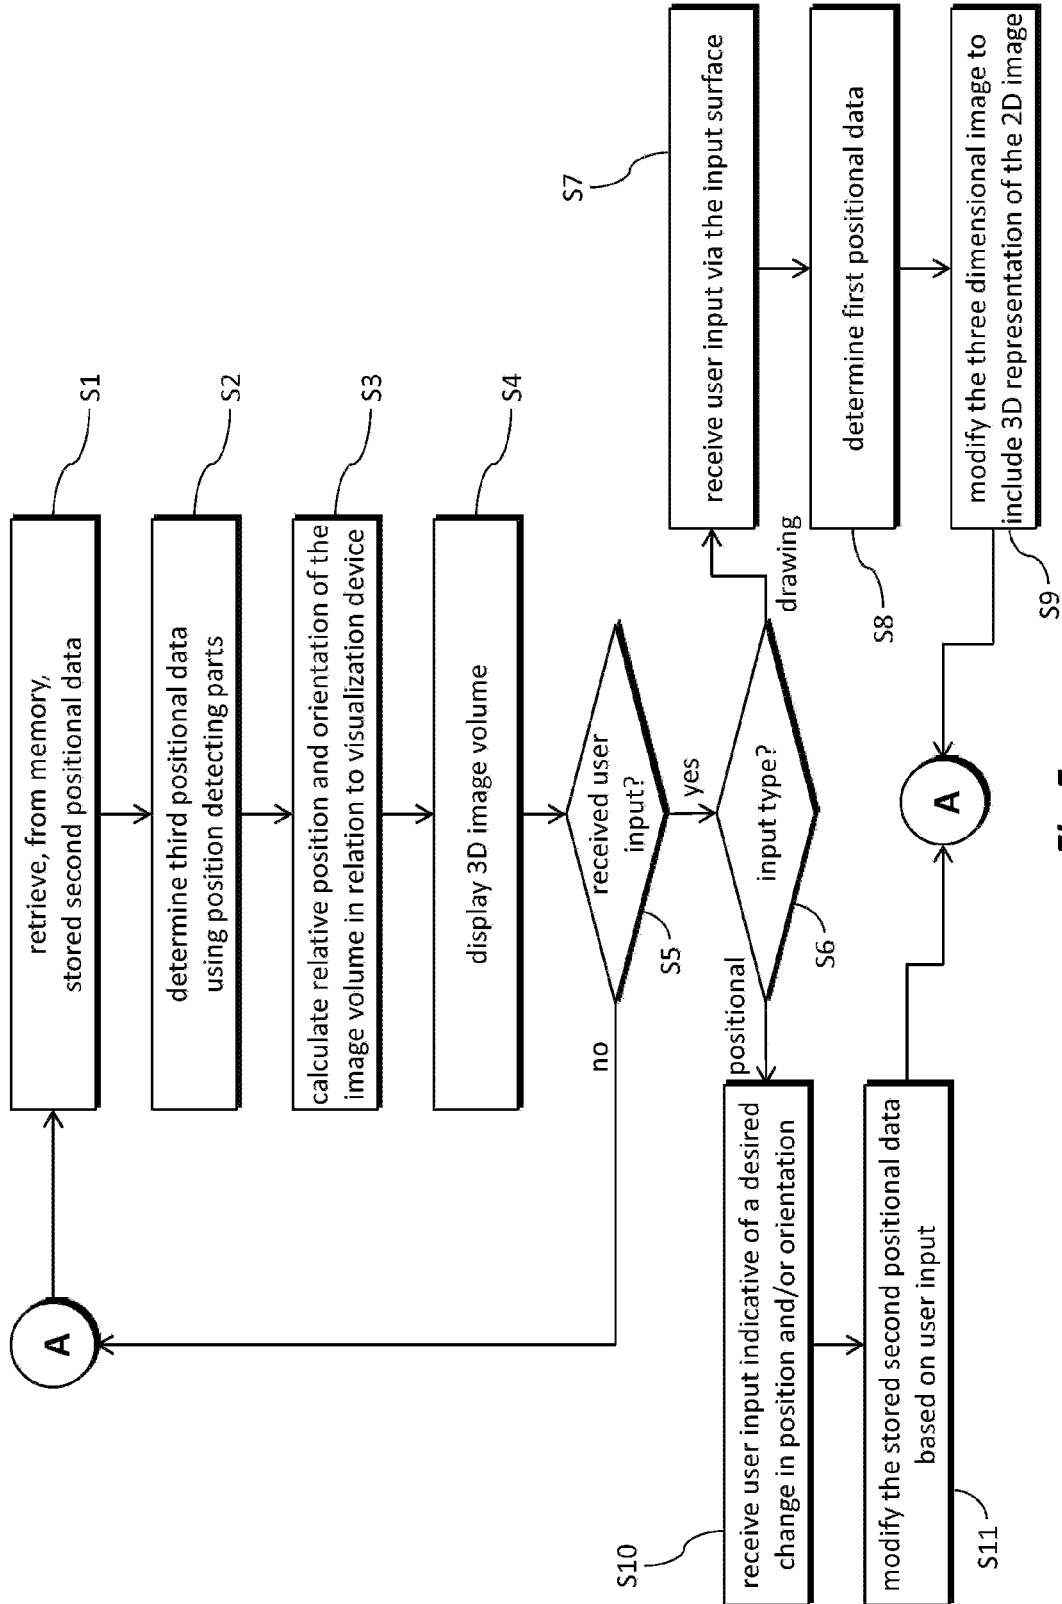 A
retrieve, from memory,
stored second positional data
S1
determine third positional data
using position detecting parts
S2
calculate relative position and orientation of the
image volume in relation to visualization device
S3
display 3D image volume
S4
received user
input?
S5
no
yes
input type?
S6
positional
drawing
receive user input via the input surface
S7
determine first positional data
S8
modify the three dimensional image to
include 3D representation of the 2D image
S9
receive user input indicative of a desired
change in position and/or orientation
S10
modify the stored second positional data
based on user input
S11
A